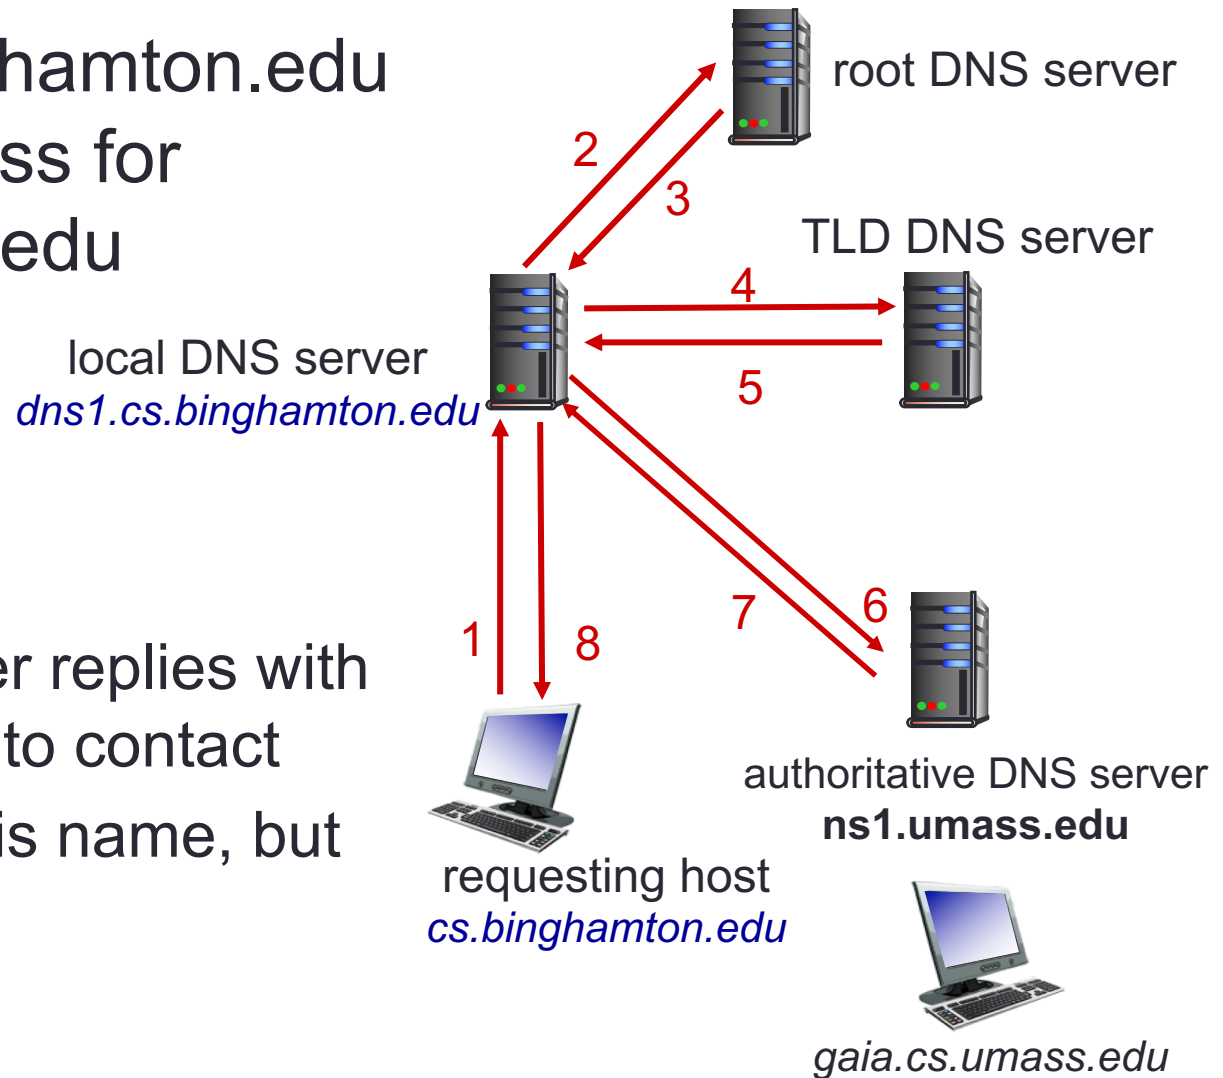 hamton.edu
ss for
edu
er replies with
to contact
is name, but
root DNS server
2
3
TLD DNS server
4
5
local DNS server
dns1.cs.binghamton.edu
1
8
7
6
authoritative DNS server
ns1.umass.edu
requesting host
cs.binghamton.edu
gaia.cs.umass.edu